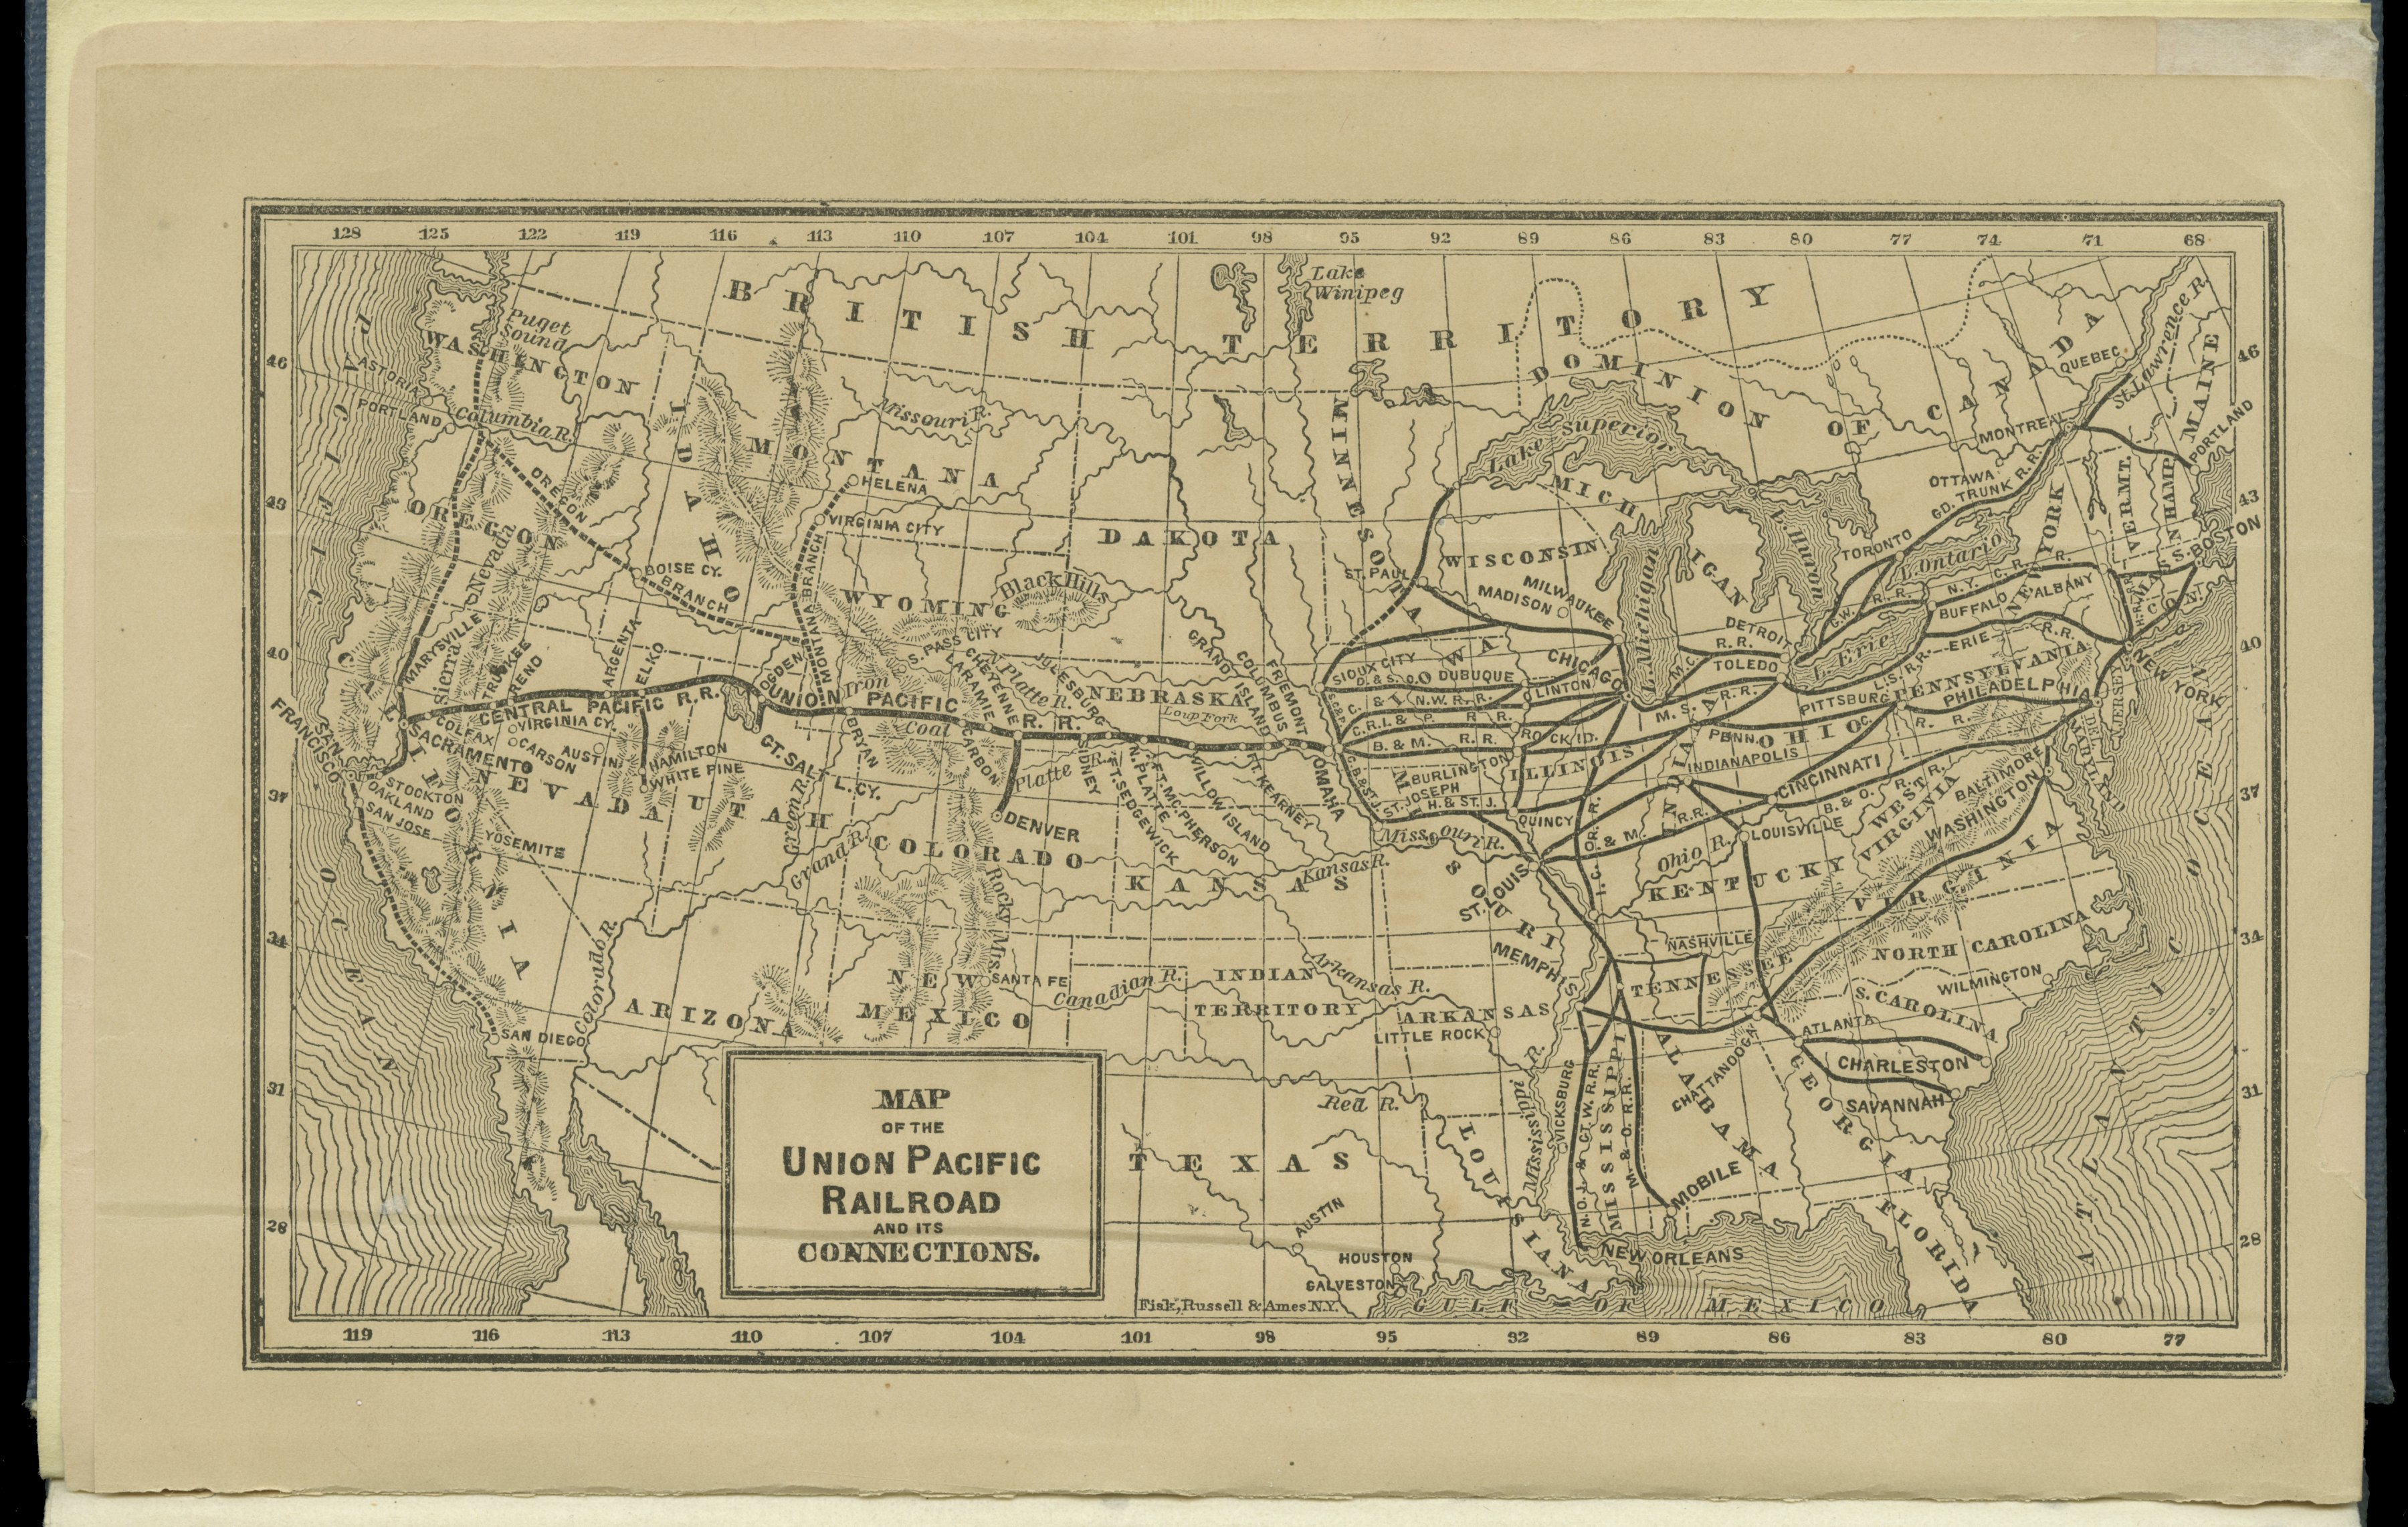 128 125 122 119 116 113 110 107 104 101 98 95 92 89 86 83 80 77 74 71 68
BRITISH TERRITORY
Lake
Winipeg
DOMINION OF CANADA
St. Lawrence R.
QUEBEC
MAINE
PORTLAND
MONTREAL
OTTAWA
GD. TRUNK R.R.
VERMT.
N. HAMP.
MASS.
BOSTON
CONT.
NEW YORK
ALBANY
N.Y. C. R. R.
BUFFALO
ERIE R.R.
L. Ontario
TORONTO
G.W. R.R.
L. Huron
L. Erie
L.S. R.R.
NEW YORK
N. JERSEY
DEL.
MARYLAND
PENNSYLVANIA
PHILADELPHIA
PITTSBURG
PENN. C. R. R.
OHIO
BALTIMORE
WASHINGTON
B. & O. R. R.
WEST
VIRGINIA
VIRGINIA
CINCINNATI
LOUISVILLE
Ohio R.
KENTUCKY
NASHVILLE
TENNESSEE
NORTH CAROLINA
WILMINGTON
S. CAROLINA
ATLANTA
CHARLESTON
SAVANNAH
GEORGIA
FLORIDA
CHATTANOOGA
ALABAMA
MOBILE
M. & O. R.R.
MISSISSIPPI
N.O.J. & GT.W. R.R.
VICKSBURG
Mississippi R.
NEW ORLEANS
LOUISIANA
GULF OF MEXICO
ATLANTIC
OCEAN
Lake Superior
MICHIGAN
L. Michigan
DETROIT
R. R.
M.C.
TOLEDO
M. S. R. R.
INDIANA
INDIANAPOLIS
R.R.
O. & M.
ILLINOIS
I.C. R. R.
CHICAGO
MILWAUKEE
MADISON
WISCONSIN
ST. PAUL
MINNESOTA
IOWA
SIOUX CITY
D. & S. C.
DUBUQUE
S.C. & P.
C. & N.W. R. R.
CLINTON
C.R.I. & P. R. R.
ROCK ID.
B. & M. R. R.
BURLINGTON
C.B. & ST. J.
ST. JOSEPH
H. & ST. J.
QUINCY
Missouri R.
MISSOURI
ST. LOUIS
MEMPHIS
ARKANSAS
LITTLE ROCK
Arkansas R.
INDIAN
TERRITORY
Canadian R.
Red R.
TEXAS
AUSTIN
HOUSTON
GALVESTON
KANSAS
Kansas R.
DAKOTA
Black Hills
NEBRASKA
Loup Fork
OMAHA
FREMONT
COLUMBUS
GRAND
ISLAND
FT. KEARNEY
WILLOW ISLAND
FT. MCPHERSON
N. PLATTE
FT. SEDGEWICK
JULESBURG
SIDNEY
N. Platte R.
Platte R.
CHEYENNE
LARAMIE
CARBON
Coal
S. PASS CITY
Iron
UNION PACIFIC R. R.
BRYAN
WYOMING
DENVER
COLORADO
Rocky Mts.
SANTA FE
NEW
MEXICO
Missouri R.
MONTANA
HELENA
VIRGINIA CITY
MONTANA BRANCH
IDAHO
BOISE CY.
OREGON BRANCH
OGDEN
GT. SALT L. CY.
UTAH
Green R.
Grand R.
Colorado R.
ARIZONA
Puget
Sound
WASHINGTON
ASTORIA
PORTLAND
Columbia R.
OREGON
Sierra Nevada
MARYSVILLE
TRUCKEE
RENO
ARGENTA
ELKO
CENTRAL PACIFIC R.R.
COLFAX
SACRAMENTO
VIRGINIA CY.
CARSON
AUSTIN
HAMILTON
WHITE PINE
NEVADA
SAN
FRANCISCO
STOCKTON
OAKLAND
SAN JOSE
YOSEMITE
CALIFORNIA
SAN DIEGO
PACIFIC
OCEAN
46 43 40 37 34 31 28
46 43 40 37 34 31 28
MAP
OF THE
UNION PACIFIC
RAILROAD
AND ITS
CONNECTIONS.
Fisk, Russell & Ames N.Y.
119 116 113 110 107 104 101 98 95 92 89 86 83 80 77